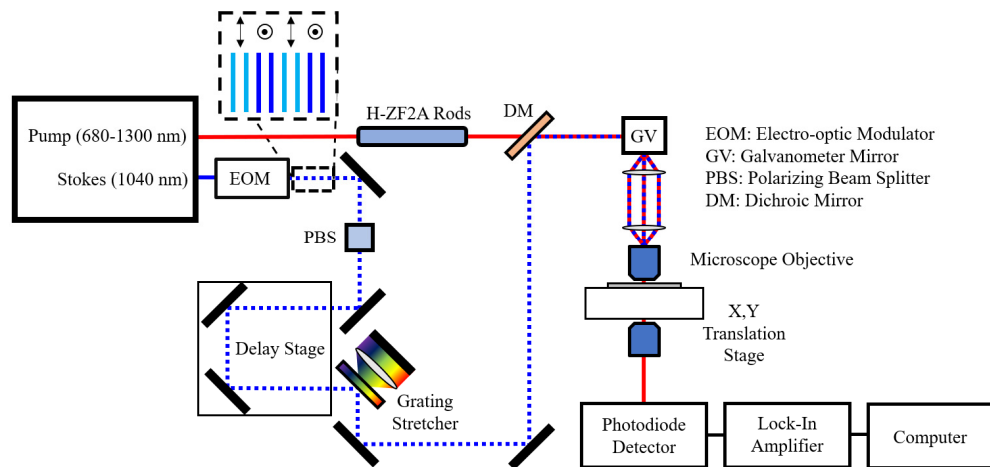 H-ZF2A Rods
DM
GV
Pump (680-1300 nm)
Stokes (1040 nm)
EOM
EOM: Electro-optic Modulator
GV: Galvanometer Mirror
PBS: Polarizing Beam Splitter
DM: Dichroic Mirror
PBS
Microscope Objective
X,Y
Translation
Stage
Delay Stage
Grating
Stretcher
Photodiode
Detector
Lock-In
Amplifier
Computer